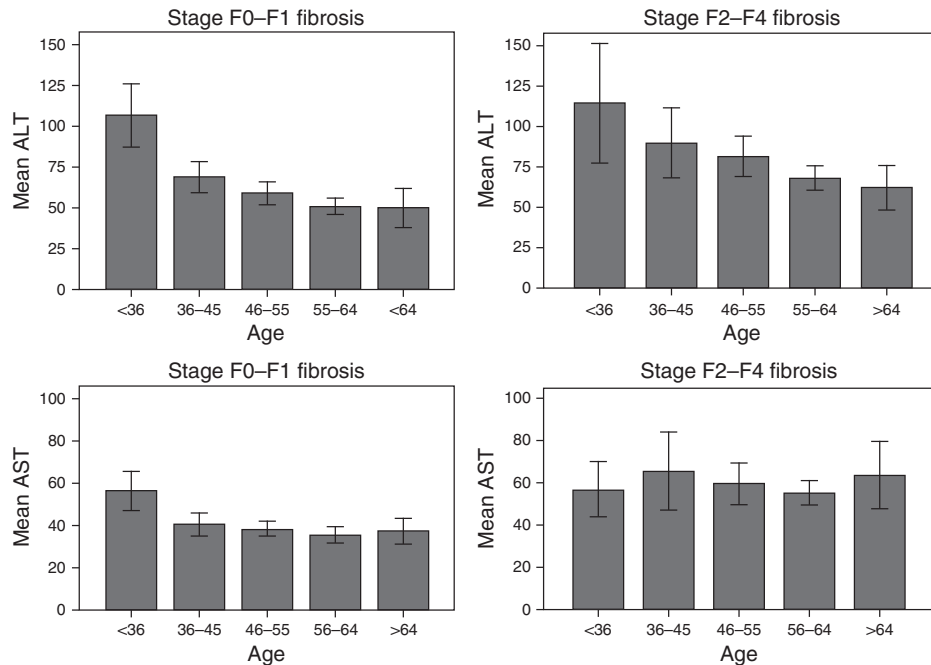 Stage F0–F1 fibrosis
Mean ALT
150
125
100
75
50
25
0
<36 36–45 46–55 55–64 <64
Age
Stage F2–F4 fibrosis
Mean ALT
150
125
100
75
50
25
0
<36 36–45 46–55 55–64 >64
Age
Stage F0–F1 fibrosis
Mean AST
100
80
60
40
20
0
<36 36–45 46–55 56–64 >64
Age
Stage F2–F4 fibrosis
Mean AST
100
80
60
40
20
0
<36 36–45 46–55 56–64 >64
Age